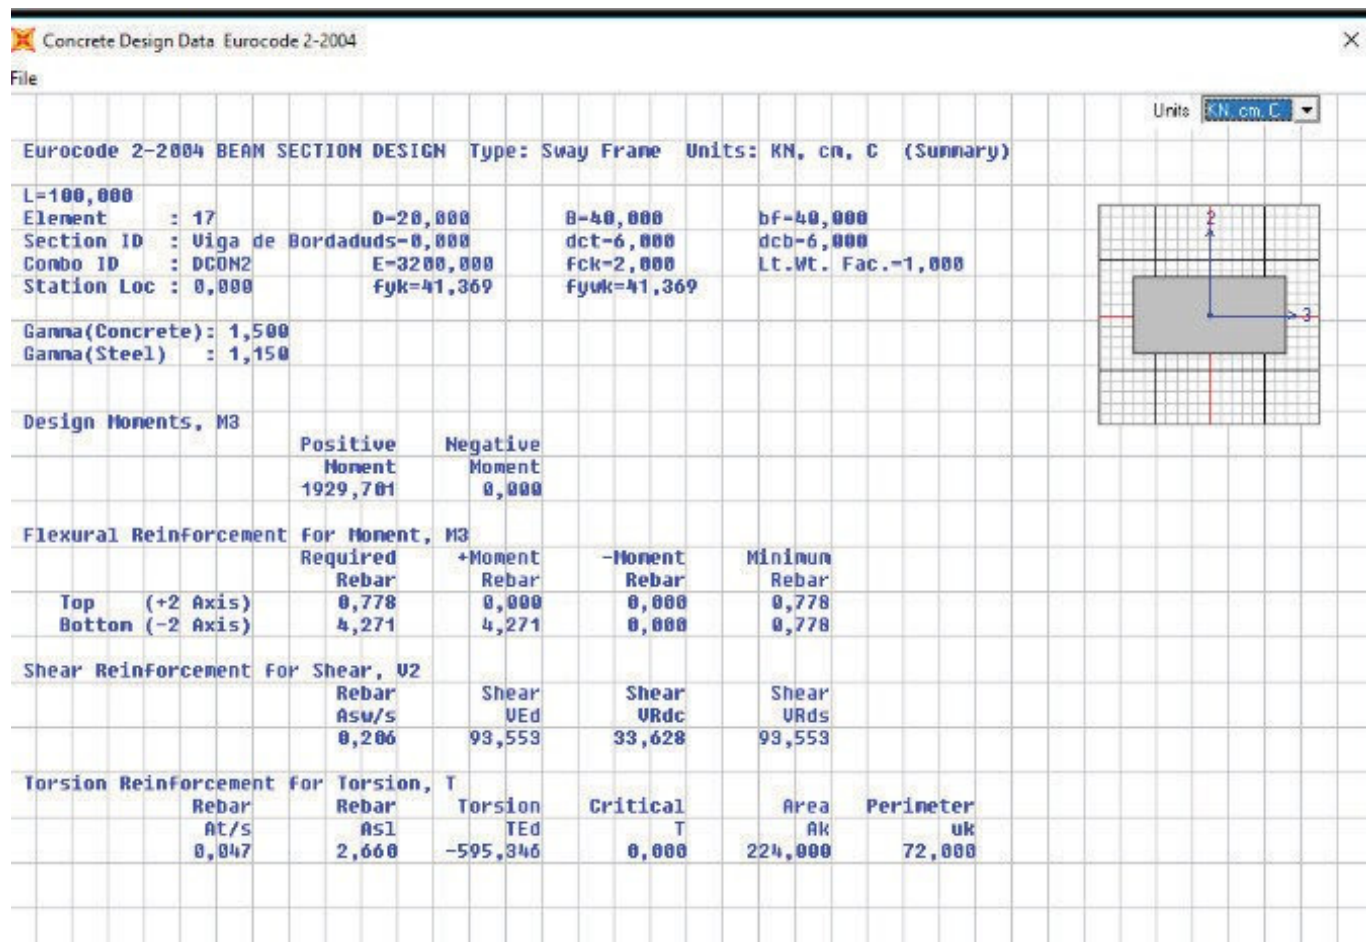 Concrete Design Data Eurocode 2-2004
File
Units KN, cm, C
Eurocode 2-2004 BEAM SECTION DESIGN Type: Sway Frame Units: KN, cm, C (Summary)
L=100,000
Element : 17 D=20,000 B=40,000 bf=40,000
Section ID : Viga de Bordaduds=0,000 dct=6,000 dcb=6,000
Combo ID : DCON2 E=3200,000 fck=2,000 Lt.Wt. Fac.=1,000
Station Loc : 0,000 fyk=41,369 fywk=41,369
Gamma(Concrete): 1,500
Gamma(Steel) : 1,150
2
3
Design Moments, M3
Positive Negative
Moment Moment
1929,701 0,000
Flexural Reinforcement for Moment, M3
Required +Moment -Moment Minimum
Rebar Rebar Rebar Rebar
Top (+2 Axis) 0,778 0,000 0,000 0,778
Bottom (-2 Axis) 4,271 4,271 0,000 0,778
Shear Reinforcement for Shear, V2
Rebar Shear Shear Shear
Asw/s VEd VRdc VRds
0,206 93,553 33,628 93,553
Torsion Reinforcement for Torsion, T
Rebar Rebar Torsion Critical Area Perimeter
At/s Asl TEd T Ak uk
0,047 2,660 -595,346 0,000 224,000 72,000